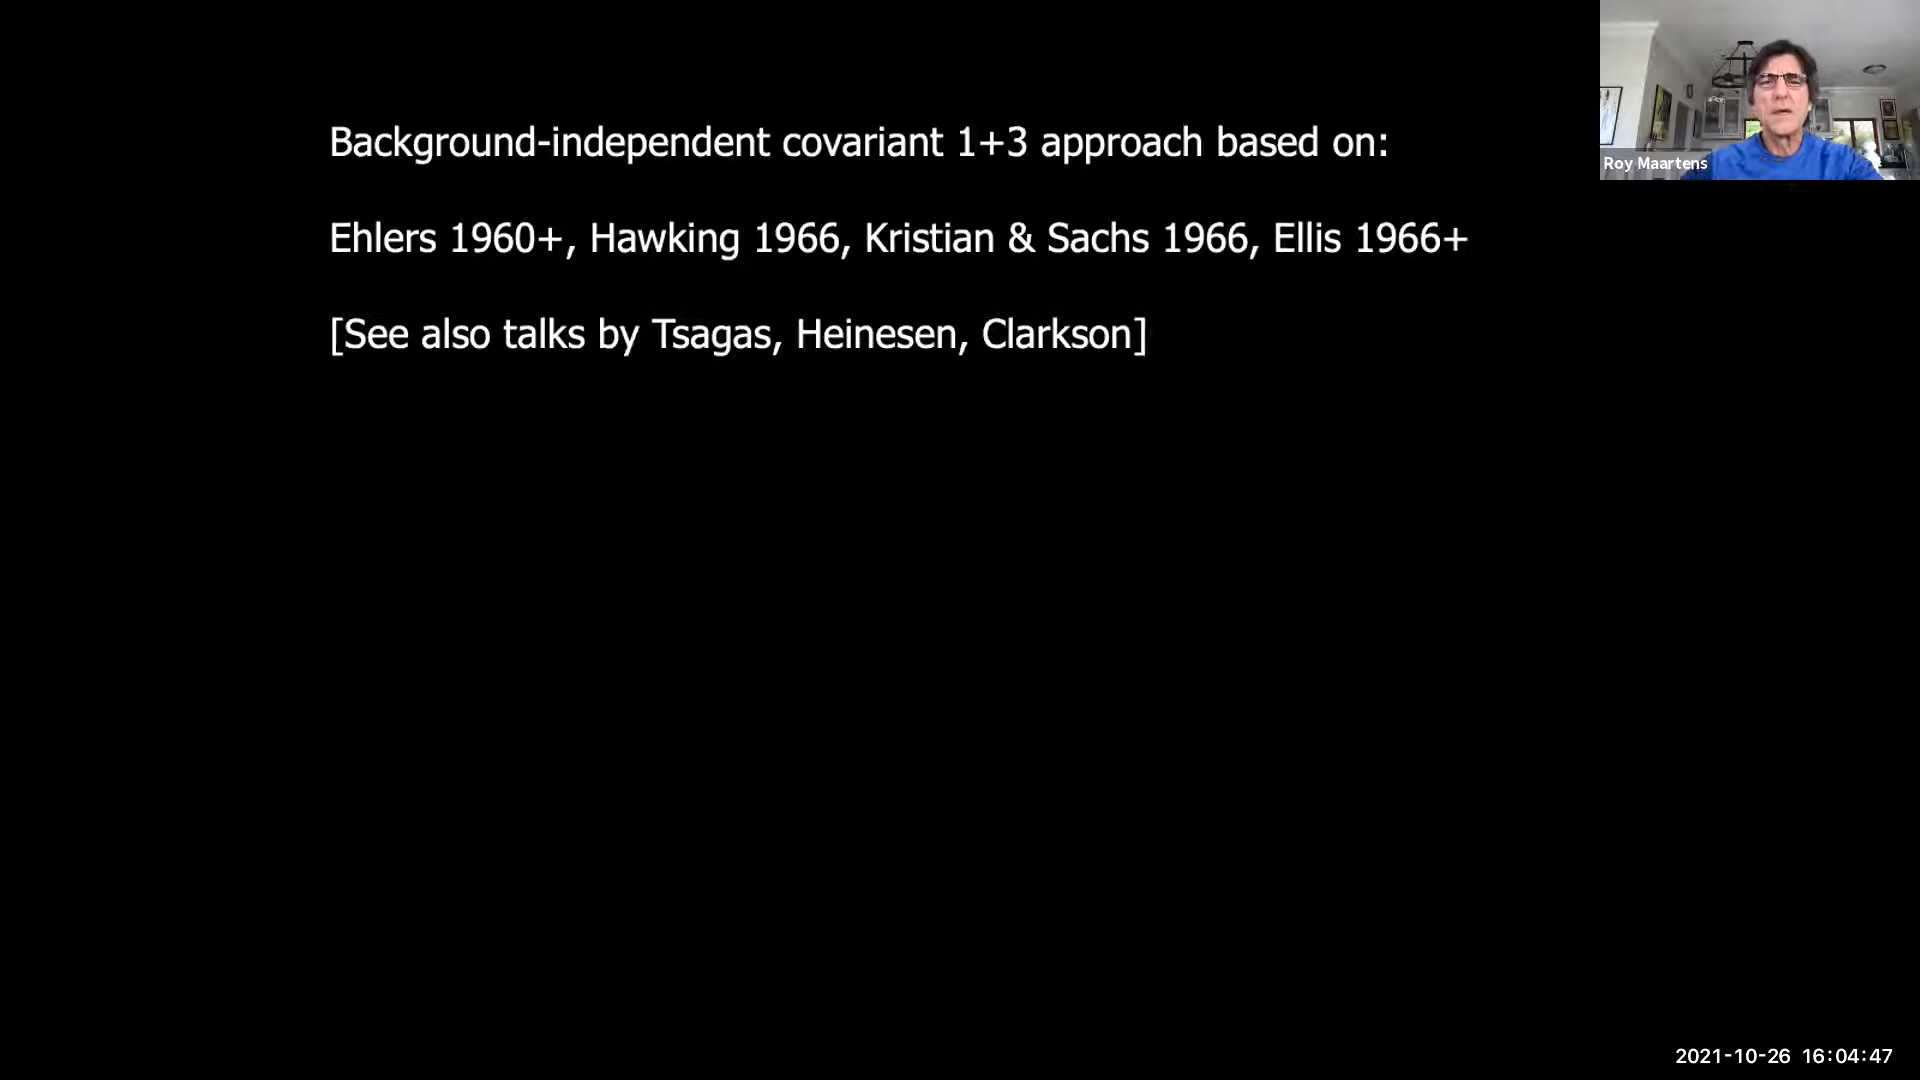 Background-independent covariant 1+3 approach based on:
Ehlers 1960+, Hawking 1966, Kristian & Sachs 1966, Ellis 1966+
[See also talks by Tsagas, Heinesen, Clarkson]
Roy Maartens
2021-10-26 16:04:47